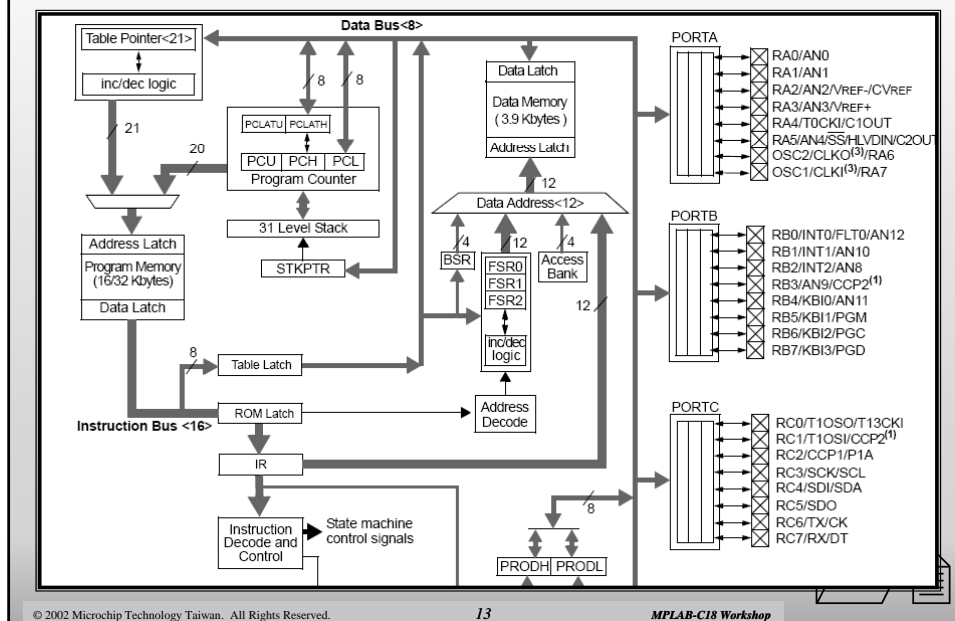 Data Bus<8>
Table Pointer<21>
inc/dec logic
21
20
8
8
PCLATU PCLATH
PCU PCH PCL
Program Counter
31 Level Stack
STKPTR
Data Latch
Data Memory
( 3.9 Kbytes )
Address Latch
12
Data Address<12>
4
12
4
BSR
FSR0
FSR1
FSR2
inc/dec
logic
Access
Bank
12
Address Latch
Program Memory
(16/32 Kbytes)
Data Latch
8
Table Latch
ROM Latch
Instruction Bus <16>
Address
Decode
IR
Instruction
Decode and
Control
State machine
control signals
8
PRODH PRODL
PORTA
RA0/AN0
RA1/AN1
RA2/AN2/VREF-/CVREF
RA3/AN3/VREF+
RA4/T0CKI/C1OUT
RA5/AN4/SS/HLVDIN/C2OUT
OSC2/CLKO(3)/RA6
OSC1/CLKI(3)/RA7
PORTB
RB0/INT0/FLT0/AN12
RB1/INT1/AN10
RB2/INT2/AN8
RB3/AN9/CCP2(1)
RB4/KBI0/AN11
RB5/KBI1/PGM
RB6/KBI2/PGC
RB7/KBI3/PGD
PORTC
RC0/T1OSO/T13CKI
RC1/T1OSI/CCP2(1)
RC2/CCP1/P1A
RC3/SCK/SCL
RC4/SDI/SDA
RC5/SDO
RC6/TX/CK
RC7/RX/DT
© 2002 Microchip Technology Taiwan. All Rights Reserved.
13
MPLAB-C18 Workshop